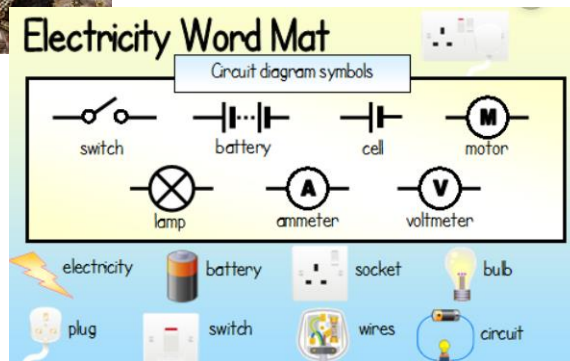 Electricity Word Mat
Circuit diagram symbols
switch battery cell motor
M
lamp ammeter voltmeter
A V
electricity battery socket bulb
plug switch wires circuit